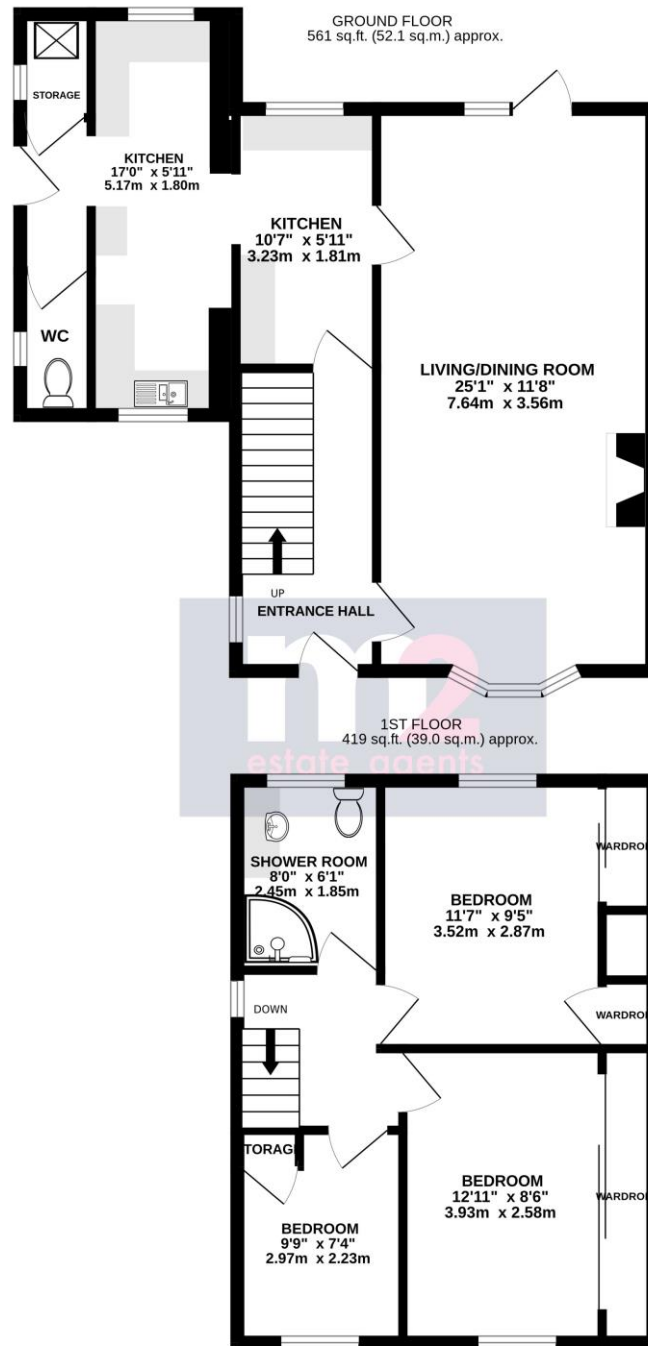 GROUND FLOOR
561 sq.ft. (52.1 sq.m.) approx.
STORAGE
KITCHEN
17'0" x 5'11"
5.17m x 1.80m
KITCHEN
10'7" x 5'11"
3.23m x 1.81m
WC
LIVING/DINING ROOM
25'1" x 11'8"
7.64m x 3.56m
UP
ENTRANCE HALL
m2
estate agents
1ST FLOOR
419 sq.ft. (39.0 sq.m.) approx.
SHOWER ROOM
8'0" x 6'1"
2.45m x 1.85m
WARDROB
BEDROOM
11'7" x 9'5"
3.52m x 2.87m
DOWN
WARDROB
TORAGE
BEDROOM
12'11" x 8'6"
3.93m x 2.58m
WARDROB
BEDROOM
9'9" x 7'4"
2.97m x 2.23m